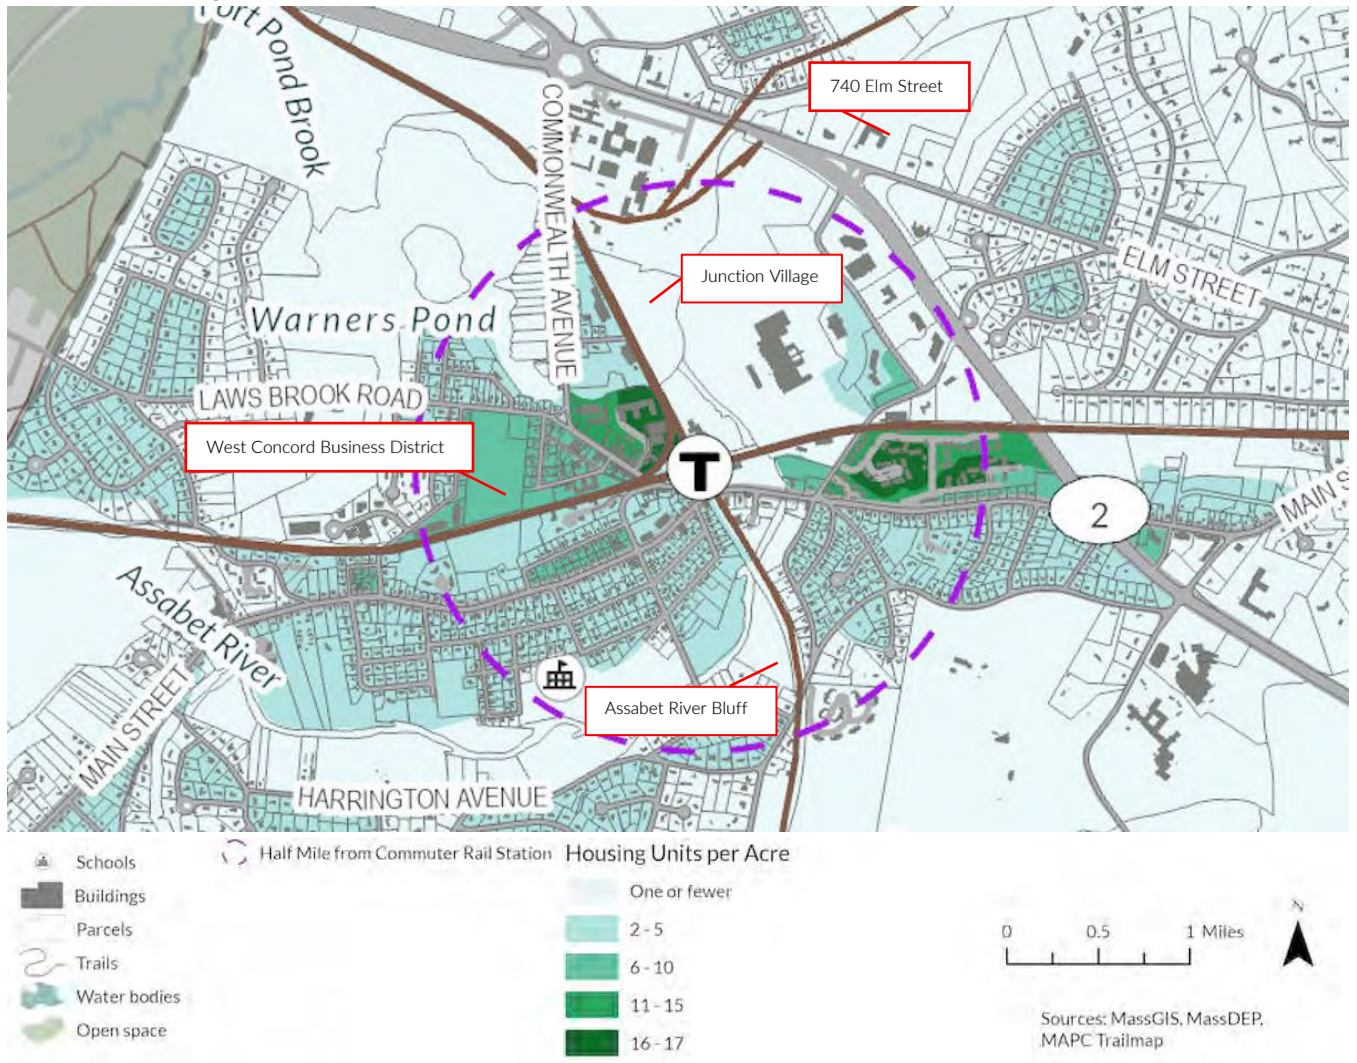 Fort Pond Brook
740 Elm Street
COMMONWEALTH AVENUE
ELM STREET
Junction Village
Warners Pond
LAWS BROOK ROAD
West Concord Business District
T
2
MAIN S
Assabet River
Assabet River Bluff
MAIN STREET
HARRINGTON AVENUE
Schools
Buildings
Parcels
Trails
Water bodies
Open space
Half Mile from Commuter Rail Station
Housing Units per Acre
One or fewer
2 - 5
6 - 10
11 - 15
16 - 17
0 0.5 1 Miles
N
Sources: MassGIS, MassDEP,
MAPC Trailmap